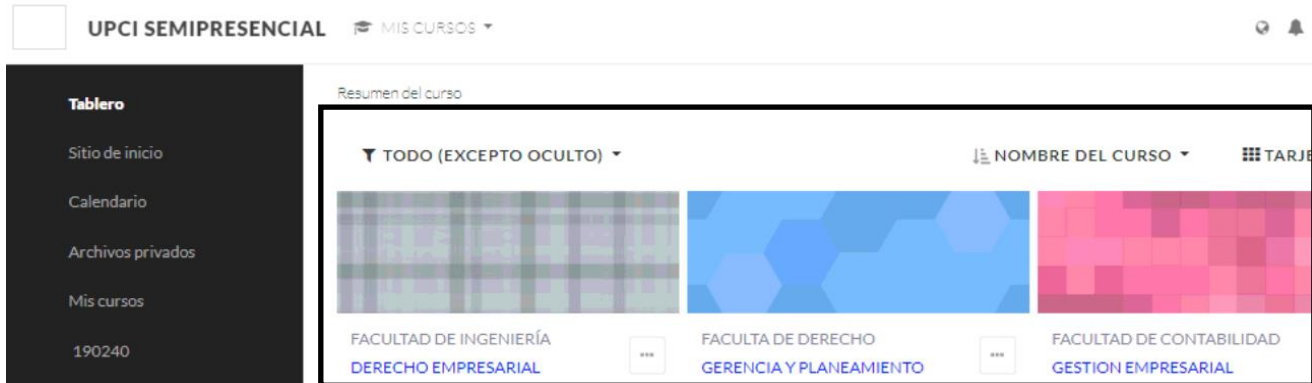 UPCI SEMIPRESENCIAL MIS CURSOS
Tablero
Sitio de inicio
Calendario
Archivos privados
Mis cursos
190240
Resumen del curso
TODO (EXCEPTO OCULTO) NOMBRE DEL CURSO TARJE
FACULTAD DE INGENIERÍA
DERECHO EMPRESARIAL
FACULTA DE DERECHO
GERENCIA Y PLANEAMIENTO
FACULTAD DE CONTABILIDAD
GESTION EMPRESARIAL